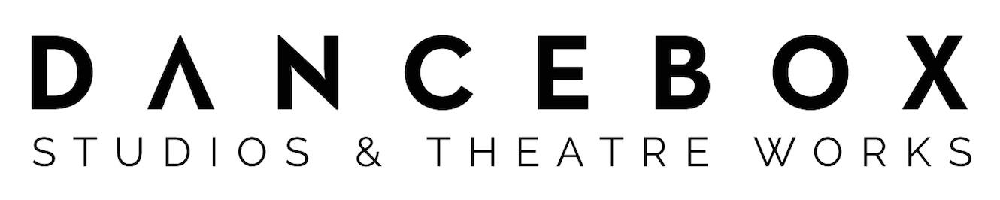 DANCEBOX
STUDIOS & THEATRE WORKS